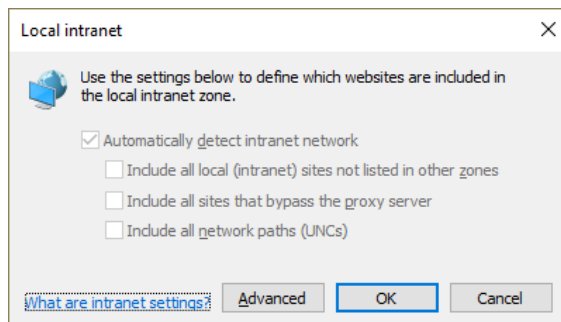 Local intranet
Use the settings below to define which websites are included in
the local intranet zone.
Automatically detect intranet network
Include all local (intranet) sites not listed in other zones
Include all sites that bypass the proxy server
Include all network paths (UNCs)
What are intranet settings?
Advanced
OK
Cancel